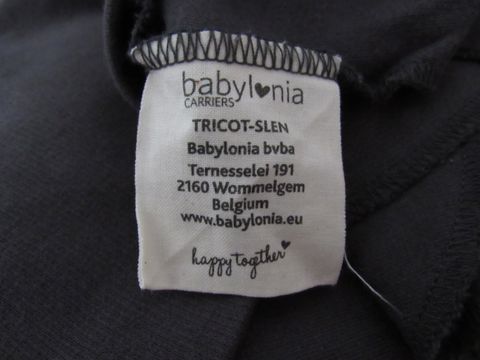 babylonia
CARRIERS
TRICOT-SLEN
Babylonia bvba
Ternesselei 191
2160 Wommelgem
Belgium
www.babylonia.eu
happy together